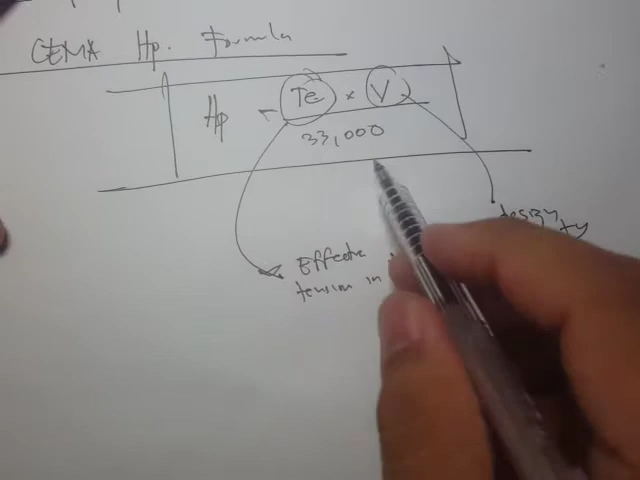 CEMA Hp. Formula
Hp = Te × V
33,000
design
Effective
tension in